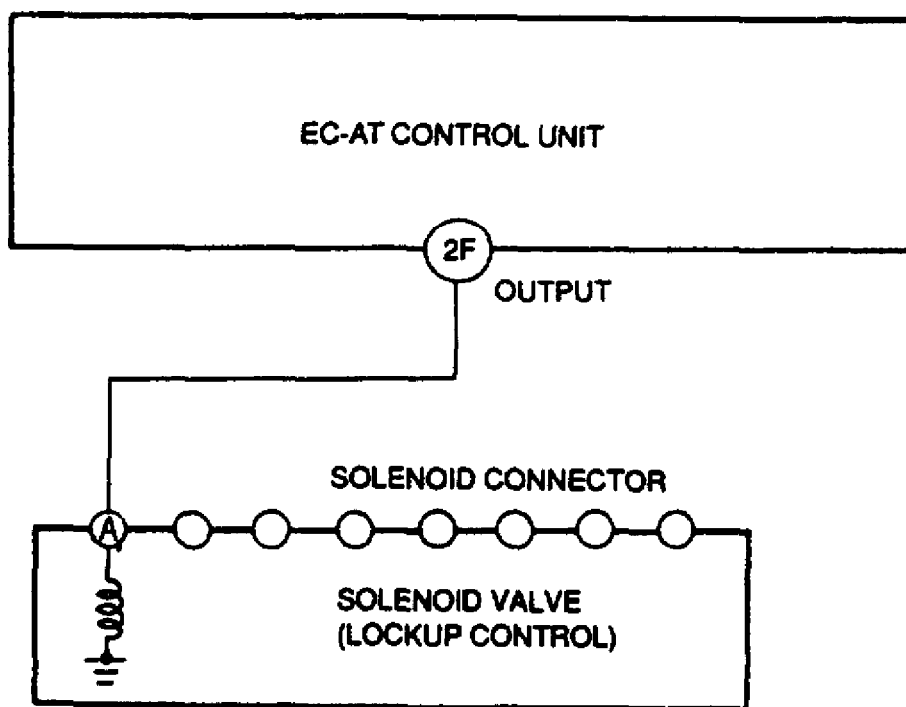 EC-AT CONTROL UNIT
2F
OUTPUT
SOLENOID CONNECTOR
A
SOLENOID VALVE
(LOCKUP CONTROL)